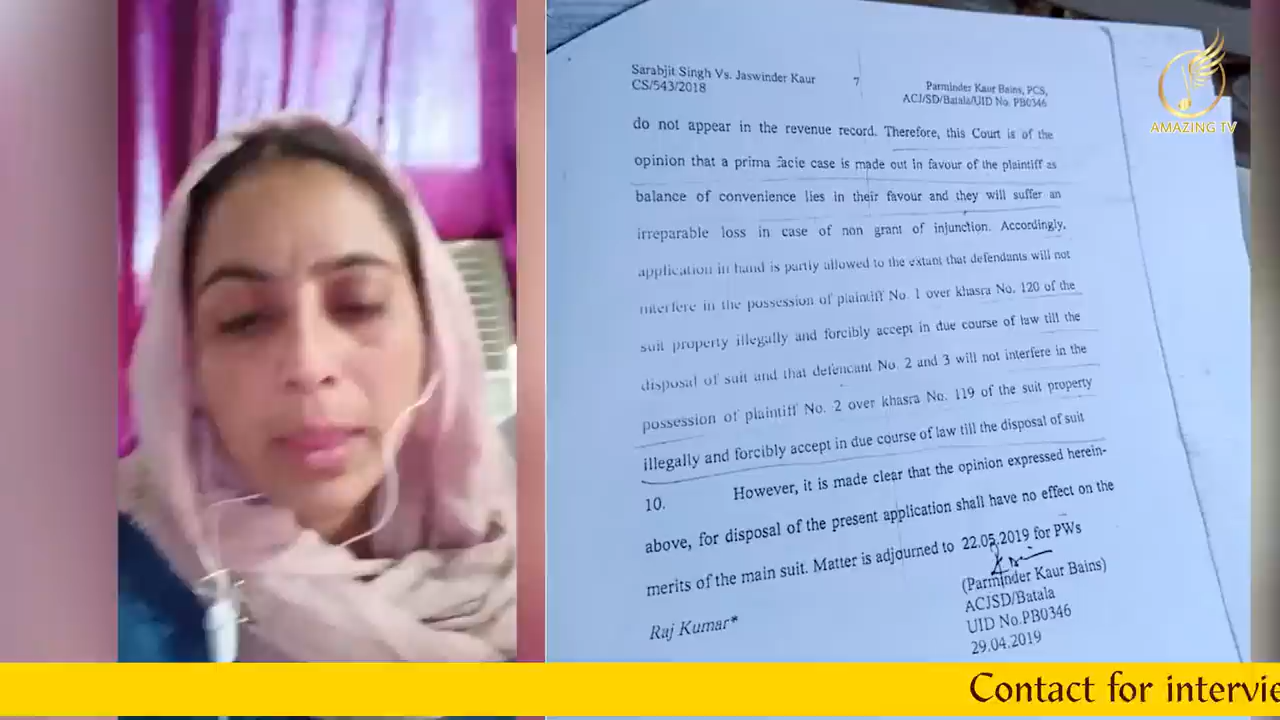 Sarabjit Singh Vs. Jaswinder Kaur
CS/543/2018
7
Parminder Kaur Bains, PCS,
ACJ/SD/Batala/UID No. PB0346
do not appear in the revenue record. Therefore, this Court is of the
opinion that a prima facie case is made out in favour of the plaintiff as
balance of convenience lies in their favour and they will suffer an
irreparable loss in case of non grant of injunction. Accordingly,
application in hand is partly allowed to the extant that defendants will not
interfere in the possession of plaintiff No. 1 over khasra No. 120 of the
suit property illegally and forcibly accept in due course of law till the
disposal of suit and that defendant No. 2 and 3 will not interfere in the
possession of plaintiff No. 2 over khasra No. 119 of the suit property
illegally and forcibly accept in due course of law till the disposal of suit
10. However, it is made clear that the opinion expressed herein-
above, for disposal of the present application shall have no effect on the
merits of the main suit. Matter is adjourned to 22.05.2019 for PWs
(Parminder Kaur Bains)
ACJSD/Batala
UID No.PB0346
29.04.2019
Raj Kumar*
AMAZING TV
Contact for intervie